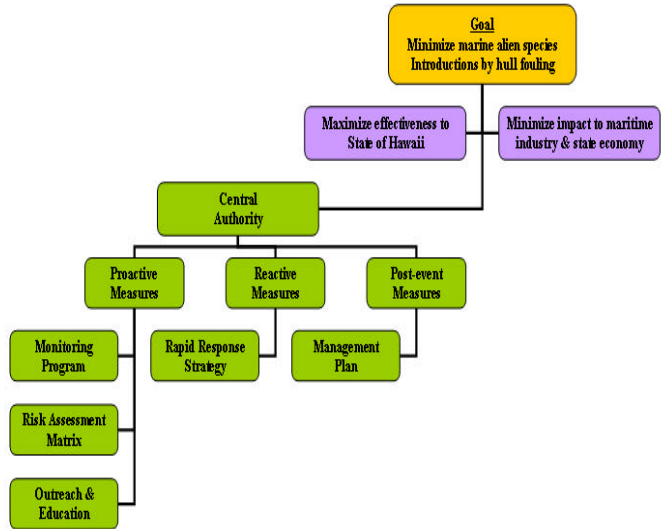 Goal
Minimize marine alien species
Introductions by hull fouling
Maximize effectiveness to
State of Hawaii
Minimize impact to maritime
industry & state economy
Central
Authority
Proactive
Measures
Reactive
Measures
Post-event
Measures
Monitoring
Program
Rapid Response
Strategy
Management
Plan
Risk Assessment
Matrix
Outreach &
Education